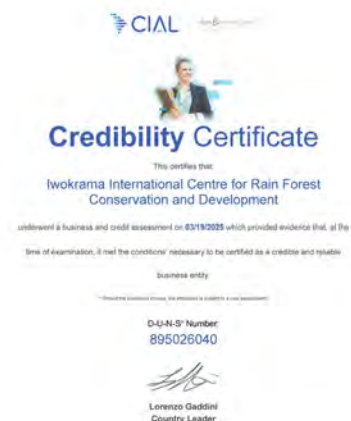 CIAL
Credibility Certificate
This certifies that
Iwokrama International Centre for Rain Forest
Conservation and Development
underwent a business and credit assessment on 03/19/2025 which provided evidence that, at the
time of examination, it met the conditions* necessary to be certified as a credible and reliable
business entity
D-U-N-S® Number
895026040
Lorenzo Gaddini
Country Leader